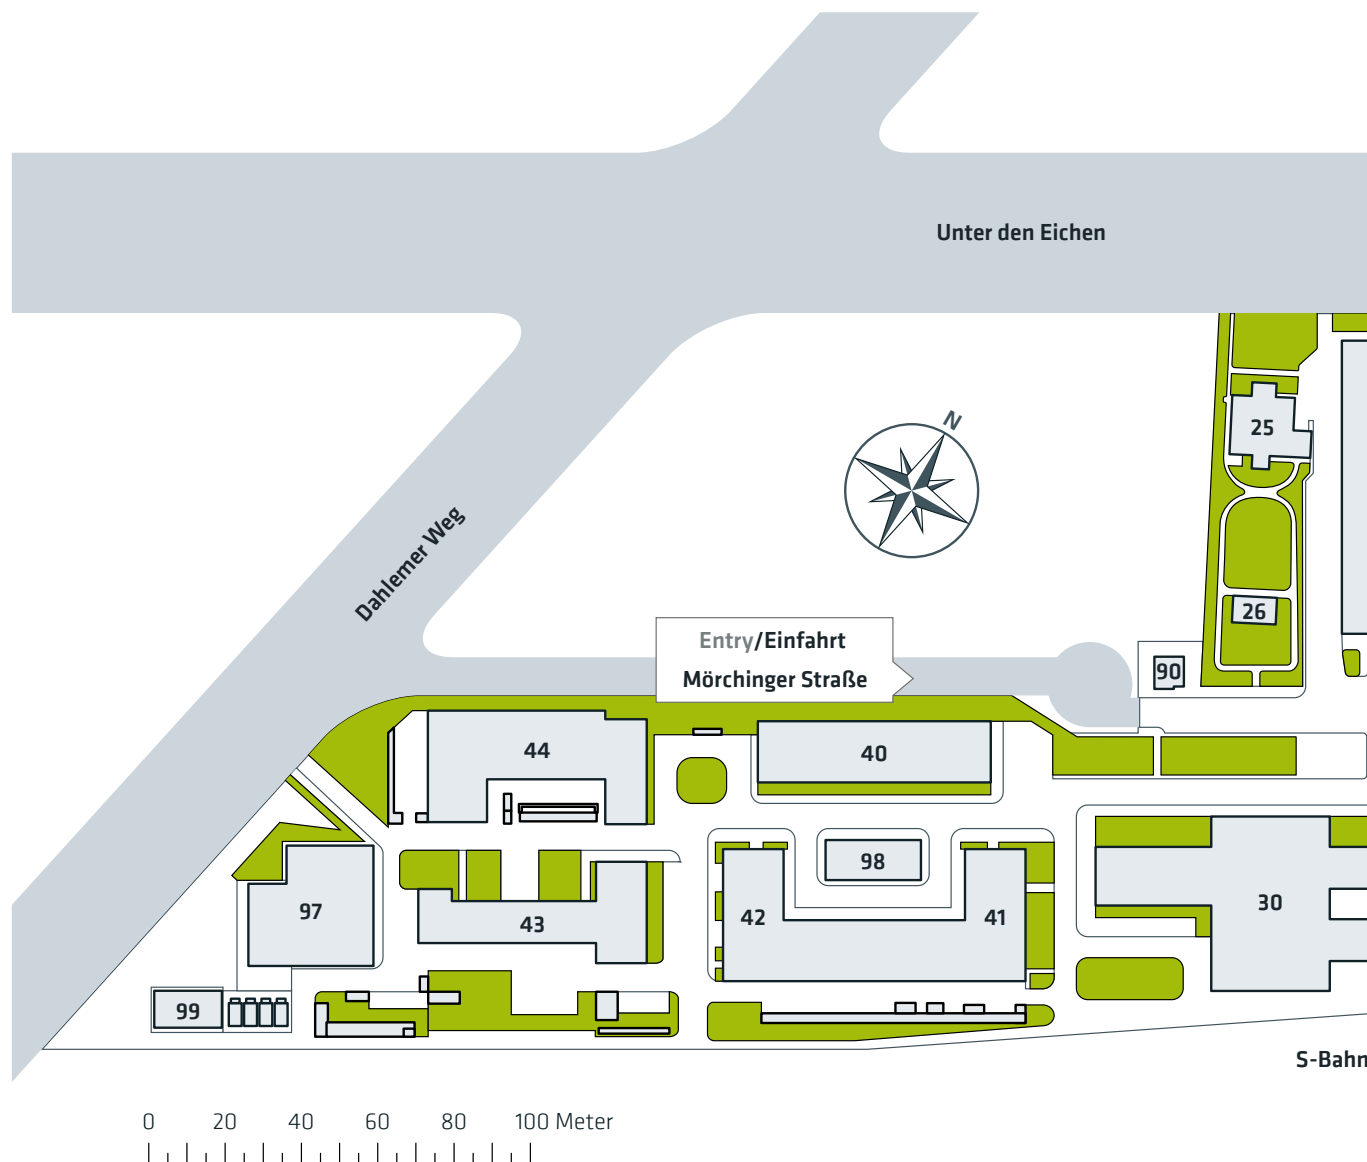 Unter den Eichen
N
25
Dahlemer Weg
26
Entry/Einfahrt
Mörchinger Straße
90
44
40
98
97
43
42
41
30
99
S-Bahn
0 20 40 60 80 100 Meter